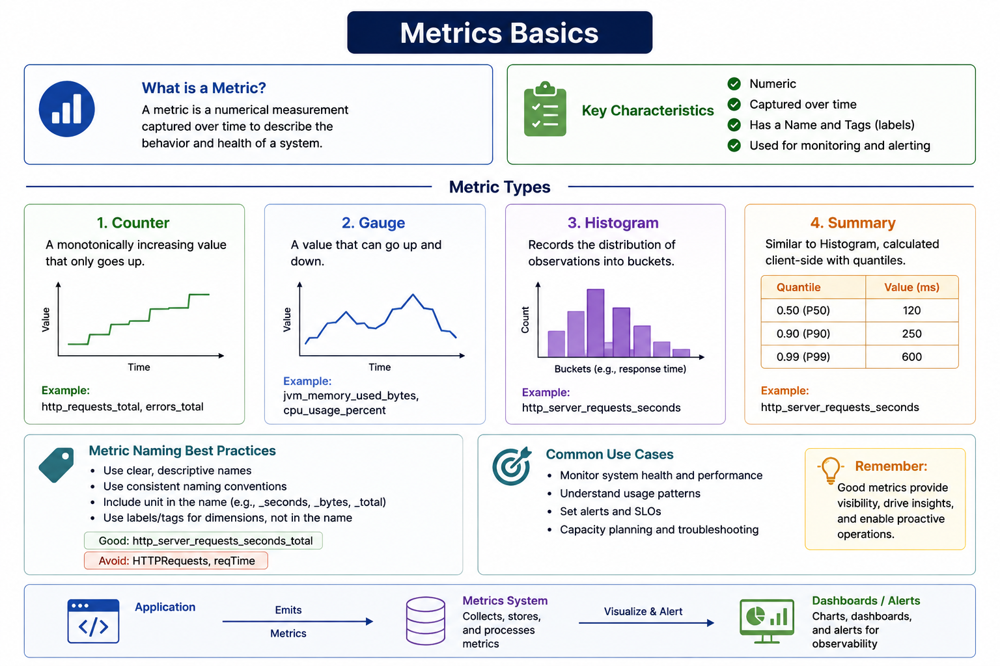 Metrics Basics
What is a Metric?
A metric is a numerical measurement
captured over time to describe the
behavior and health of a system.
Key Characteristics
Numeric
Captured over time
Has a Name and Tags (labels)
Used for monitoring and alerting
Metric Types
1. Counter
A monotonically increasing value
that only goes up.
Value
Time
Example:
http_requests_total, errors_total
2. Gauge
A value that can go up and
down.
Value
Time
Example:
jvm_memory_used_bytes,
cpu_usage_percent
3. Histogram
Records the distribution of
observations into buckets.
Count
Buckets (e.g., response time)
Example:
http_server_requests_seconds
4. Summary
Similar to Histogram, calculated
client-side with quantiles.
Quantile Value (ms)
0.50 (P50) 120
0.90 (P90) 250
0.99 (P99) 600
Example:
http_server_requests_seconds
Metric Naming Best Practices
• Use clear, descriptive names
• Use consistent naming conventions
• Include unit in the name (e.g., _seconds, _bytes, _total)
• Use labels/tags for dimensions, not in the name
Good: http_server_requests_seconds_total
Avoid: HTTPRequests, reqTime
Common Use Cases
• Monitor system health and performance
• Understand usage patterns
• Set alerts and SLOs
• Capacity planning and troubleshooting
Remember:
Good metrics provide
visibility, drive insights,
and enable proactive
operations.
</>
Application
Emits
Metrics
Metrics System
Collects, stores,
and processes
metrics
Visualize & Alert
Dashboards / Alerts
Charts, dashboards,
and alerts for
observability